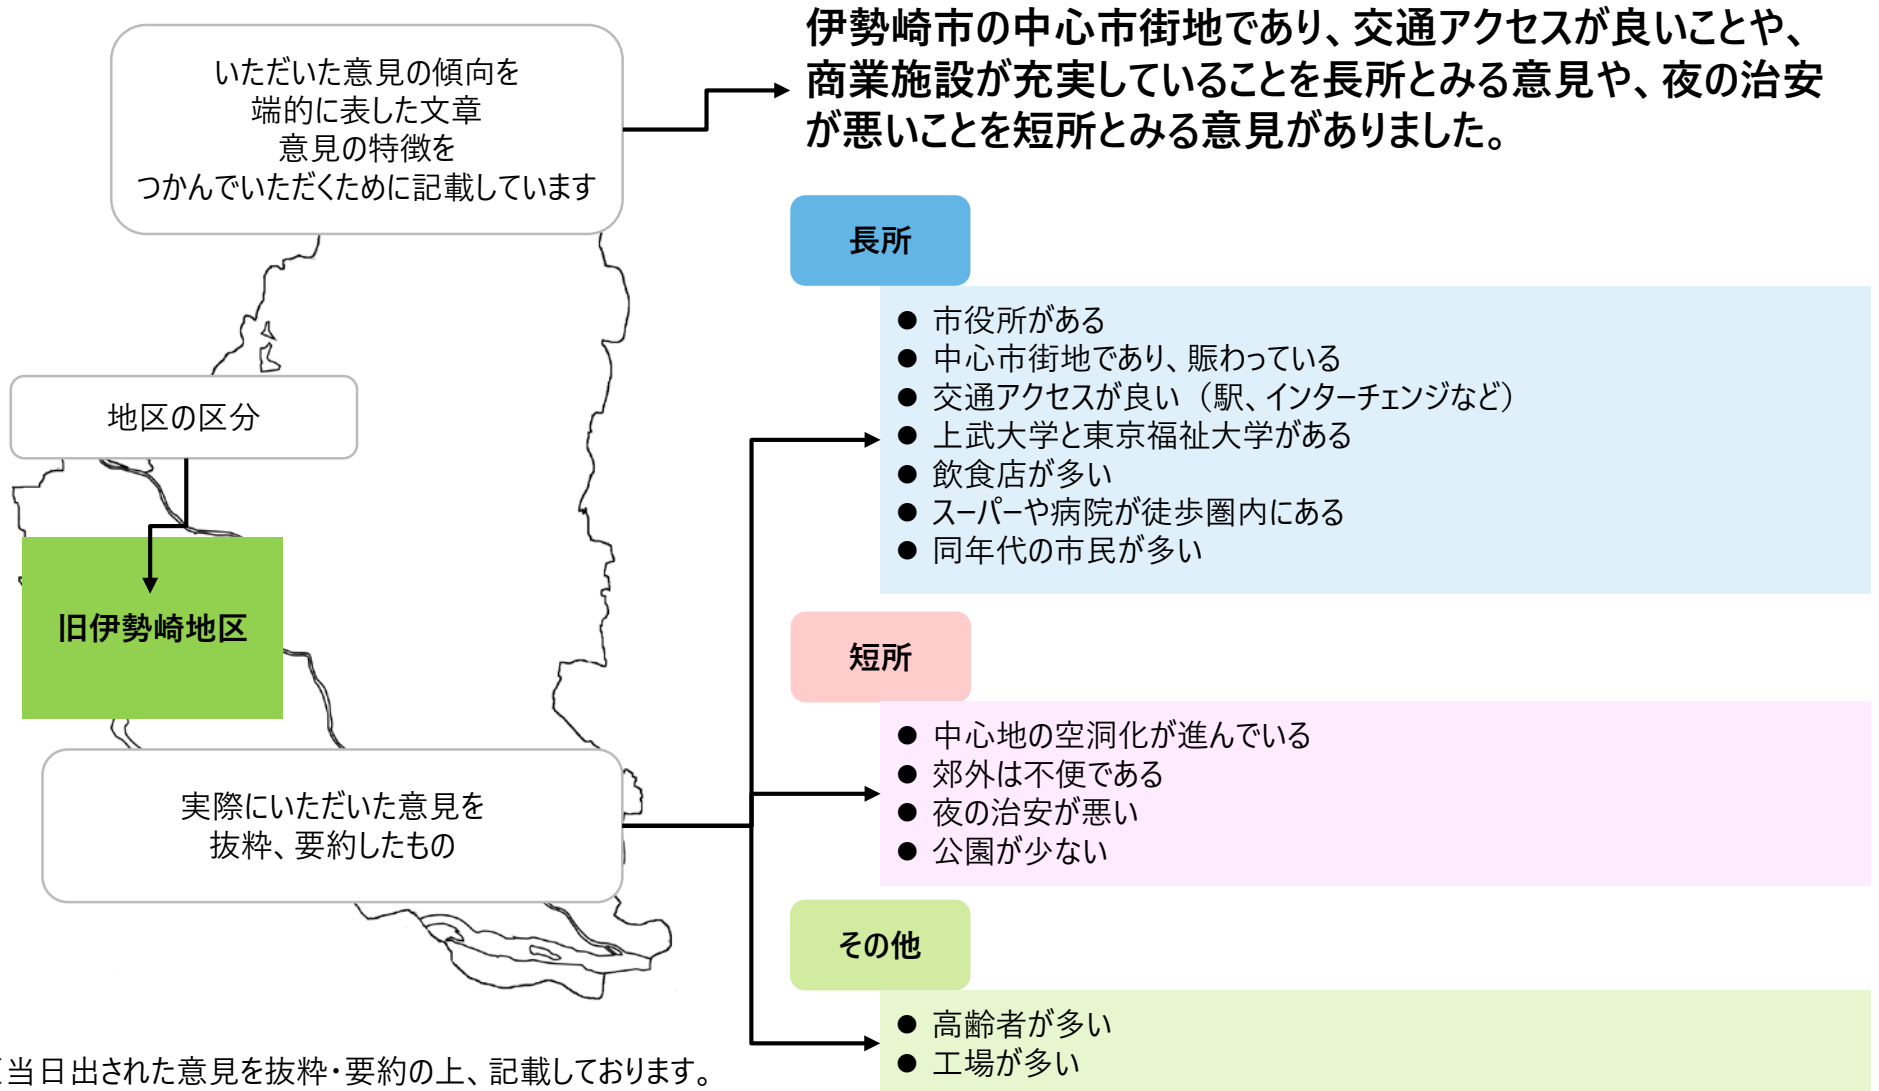 いただいた意見の傾向を
端的に表した文章
意見の特徴を
つかんでいただくために記載しています
伊勢崎市の中心市街地であり、交通アクセスが良いことや、
商業施設が充実していることを長所とみる意見や、夜の治安
が悪いことを短所とみる意見がありました。
地区の区分
旧伊勢崎地区
実際にいただいた意見を
抜粋、要約したもの
長所
● 市役所がある
● 中心市街地であり、賑わっている
● 交通アクセスが良い（駅、インターチェンジなど）
● 上武大学と東京福祉大学がある
● 飲食店が多い
● スーパーや病院が徒歩圏内にある
● 同年代の市民が多い
短所
● 中心地の空洞化が進んでいる
● 郊外は不便である
● 夜の治安が悪い
● 公園が少ない
その他
● 高齢者が多い
● 工場が多い
当日出された意見を抜粋・要約の上、記載しております。